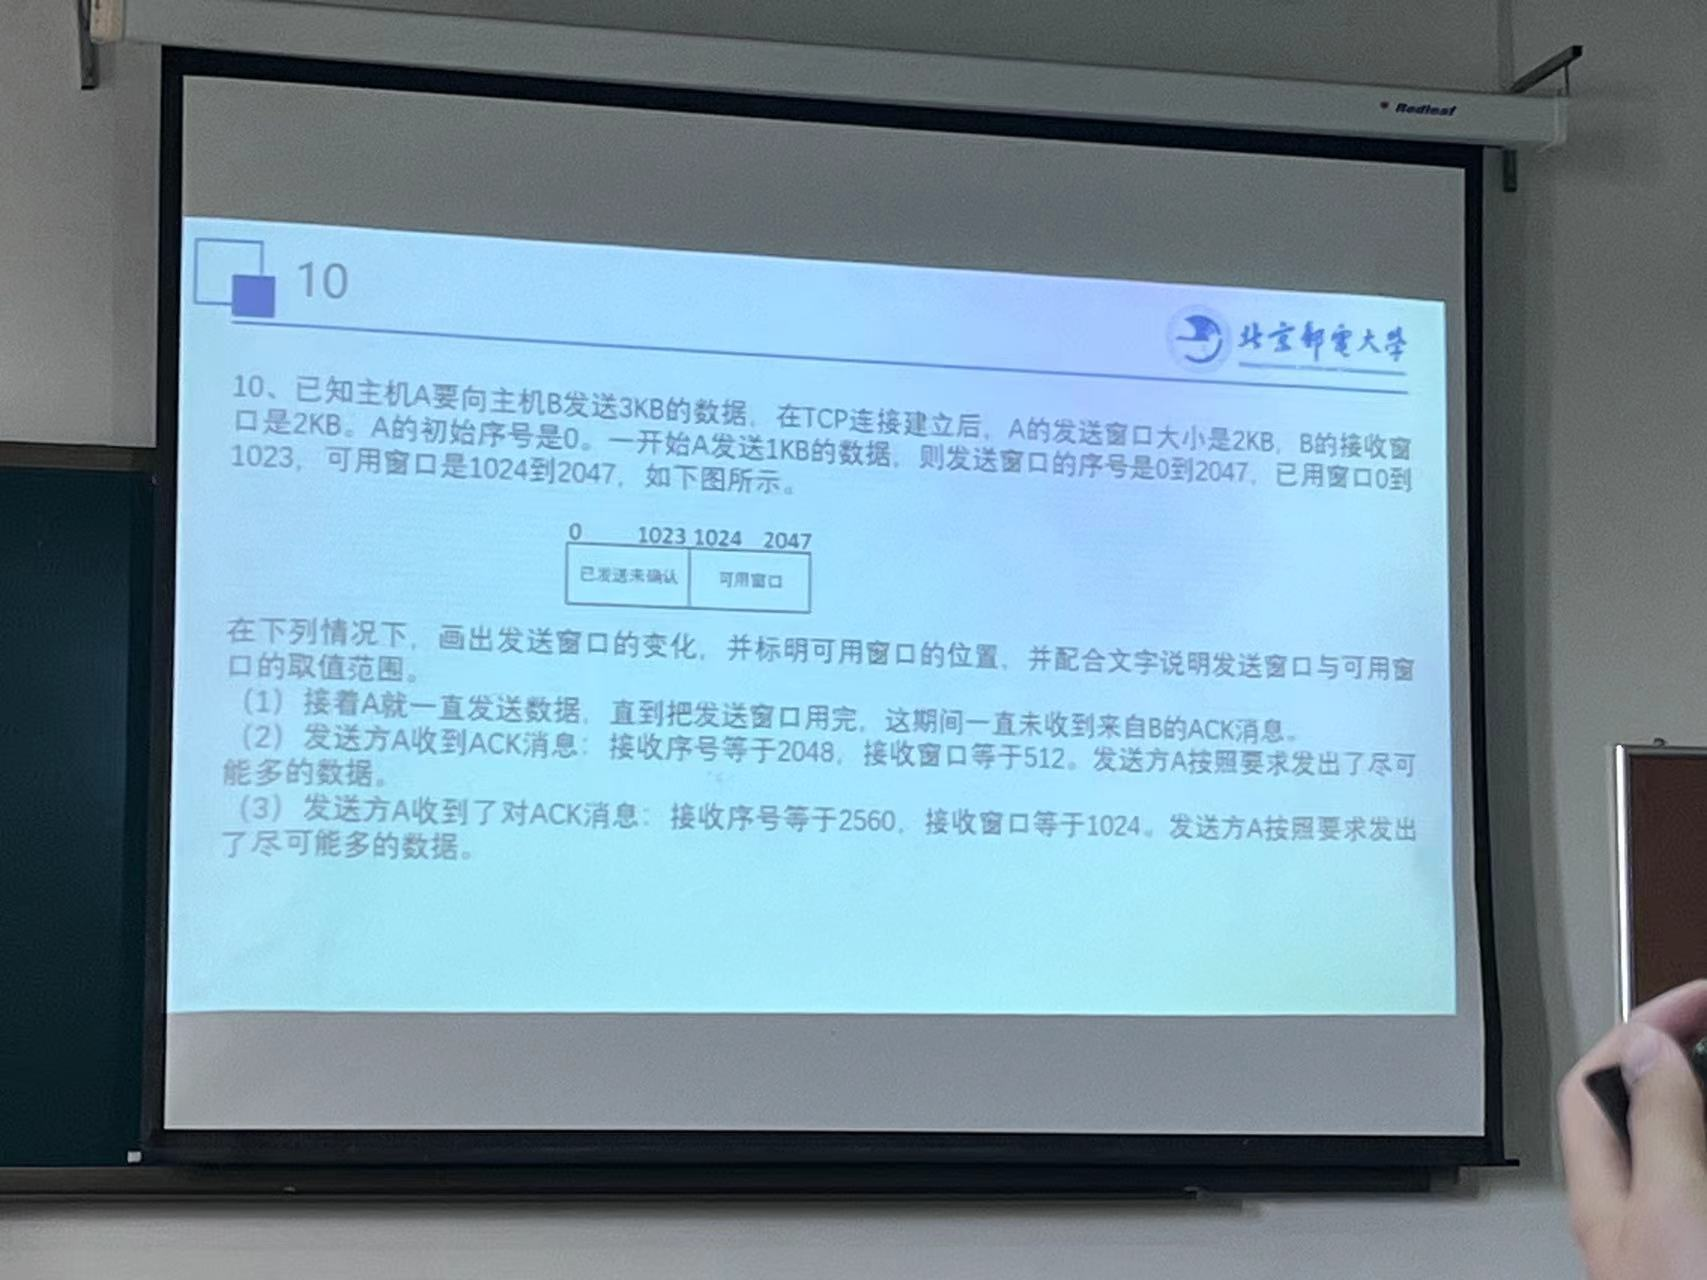 Redleaf
10
北京邮电大学
10、已知主机A要向主机B发送3KB的数据，在TCP连接建立后，A的发送窗口大小是2KB，B的接收窗
口是2KB。A的初始序号是0。一开始A发送1KB的数据，则发送窗口的序号是0到2047，已用窗口0到
1023，可用窗口是1024到2047，如下图所示。
0 1023 1024 2047
已发送未确认 可用窗口
在下列情况下，画出发送窗口的变化，并标明可用窗口的位置，并配合文字说明发送窗口与可用窗
口的取值范围。
（1）接着A就一直发送数据，直到把发送窗口用完，这期间一直未收到来自B的ACK消息。
（2）发送方A收到ACK消息：接收序号等于2048，接收窗口等于512。发送方A按照要求发出了尽可
能多的数据。
（3）发送方A收到了对ACK消息：接收序号等于2560，接收窗口等于1024。发送方A按照要求发出
了尽可能多的数据。